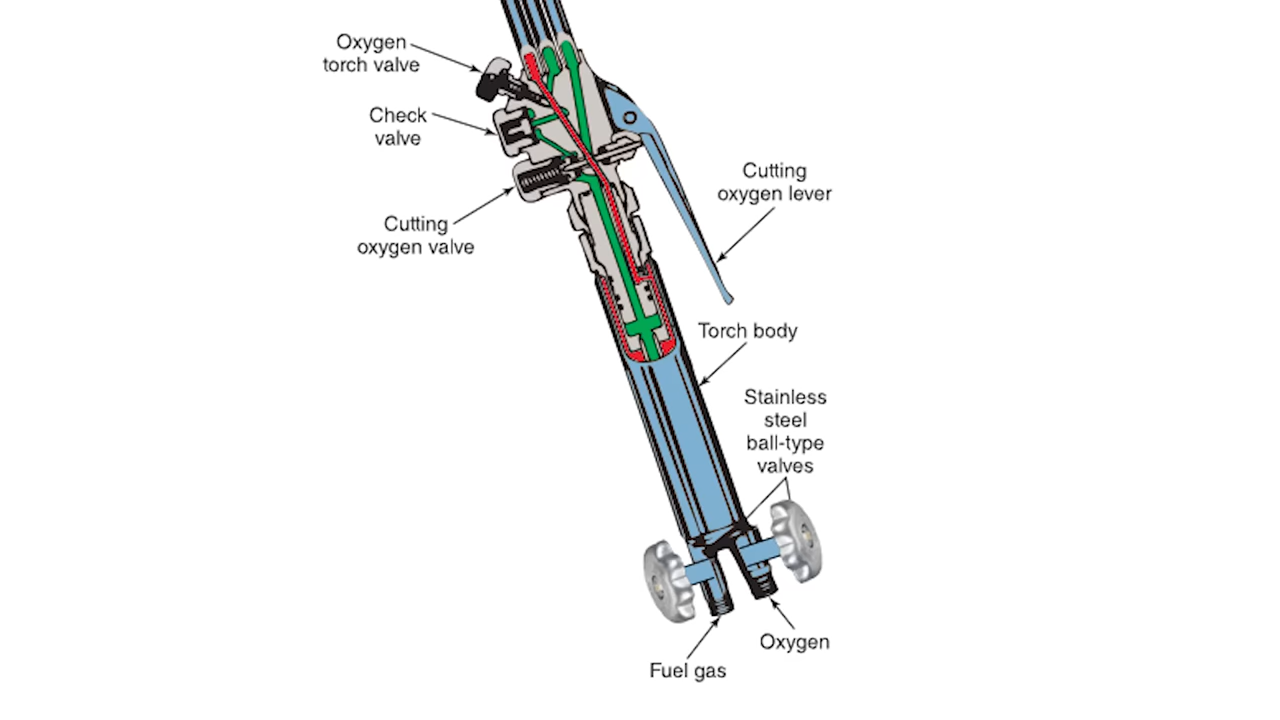 Oxygen
torch valve
Check
valve
Cutting
oxygen valve
Cutting
oxygen lever
Torch body
Stainless
steel
ball-type
valves
Oxygen
Fuel gas